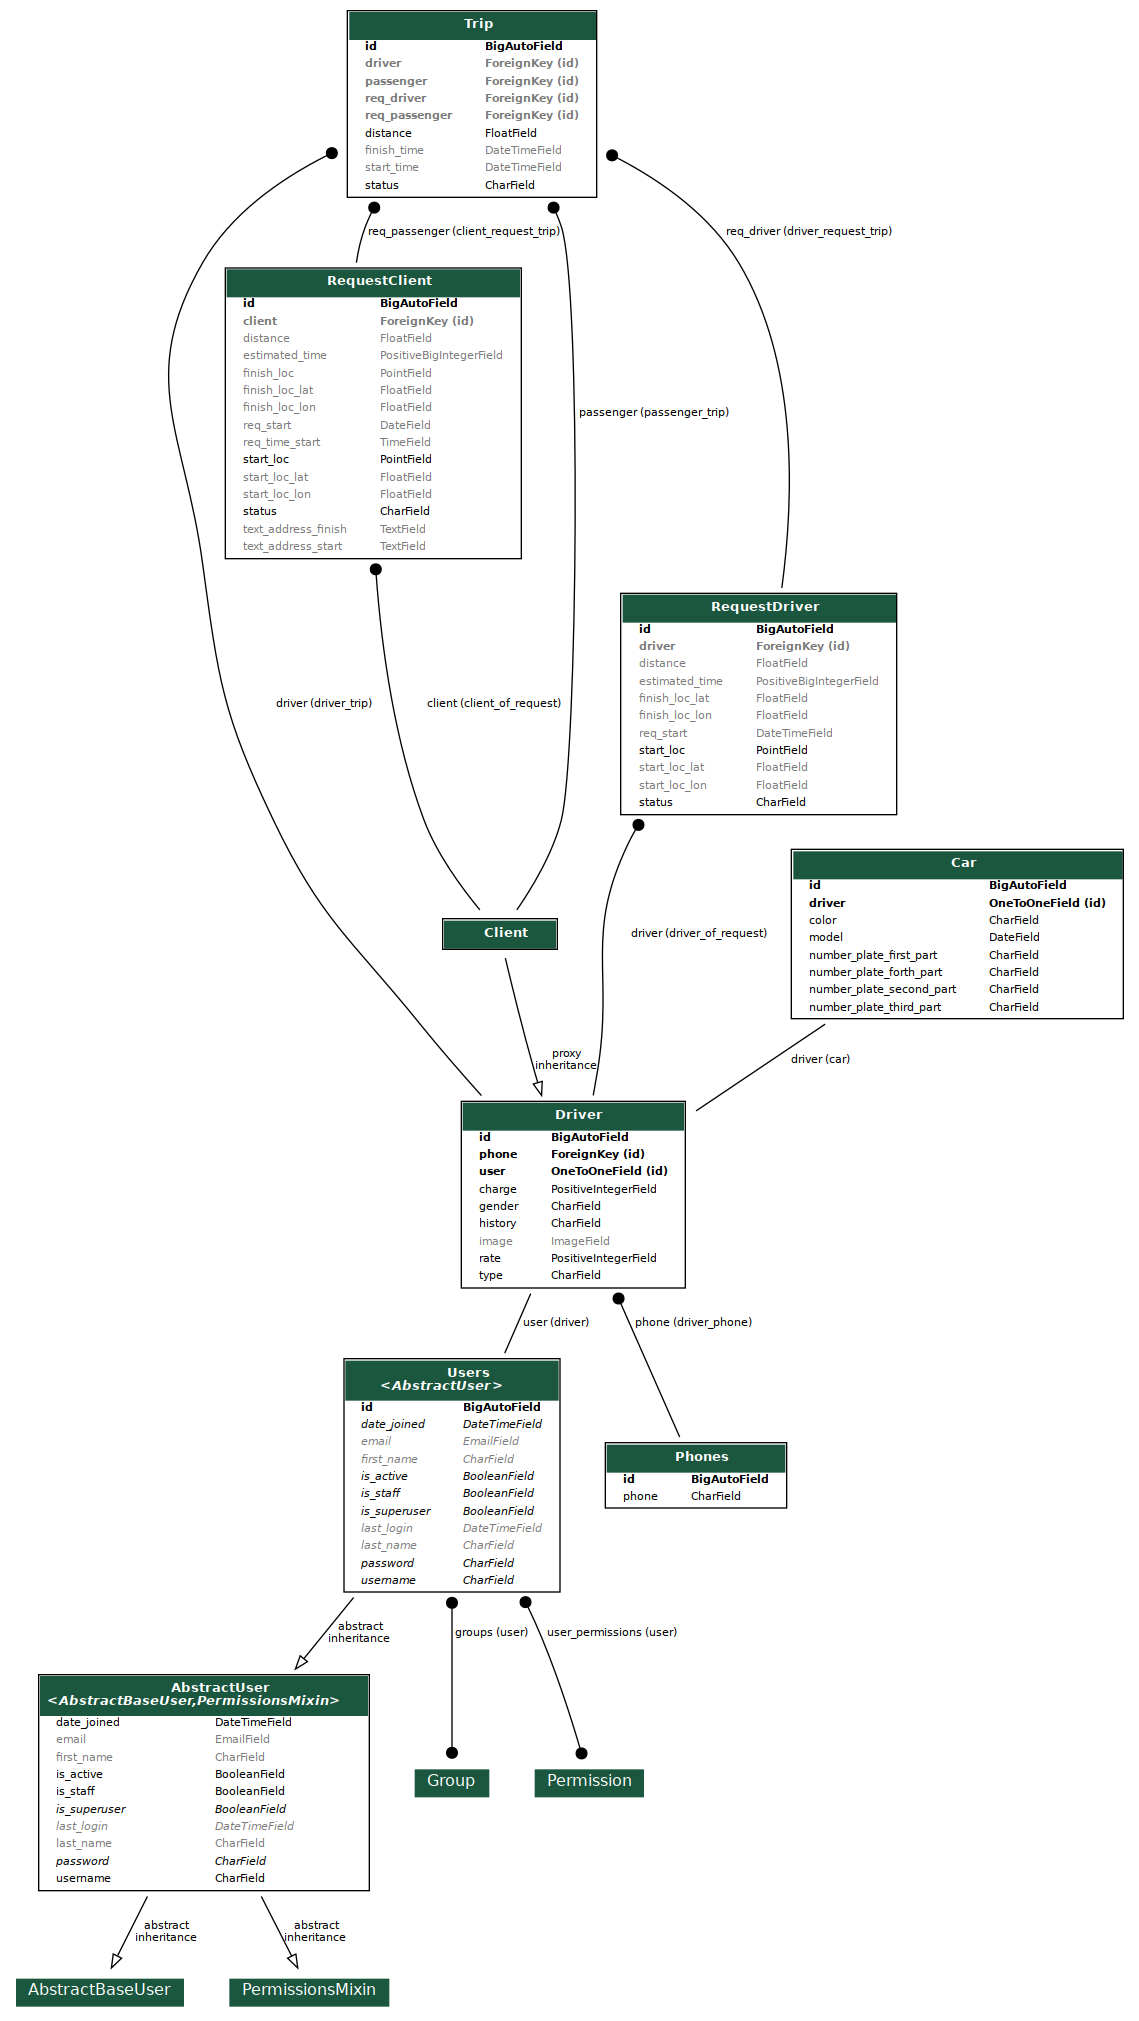 Trip
id BigAutoField
driver ForeignKey (id)
passenger ForeignKey (id)
req_driver ForeignKey (id)
req_passenger ForeignKey (id)
distance FloatField
finish_time DateTimeField
start_time DateTimeField
status CharField
req_passenger (client_request_trip)
req_driver (driver_request_trip)
RequestClient
id BigAutoField
client ForeignKey (id)
distance FloatField
estimated_time PositiveBigIntegerField
finish_loc PointField
finish_loc_lat FloatField
finish_loc_lon FloatField
req_start DateField
req_time_start TimeField
start_loc PointField
start_loc_lat FloatField
start_loc_lon FloatField
status CharField
text_address_finish TextField
text_address_start TextField
passenger (passenger_trip)
RequestDriver
id BigAutoField
driver ForeignKey (id)
distance FloatField
estimated_time PositiveBigIntegerField
finish_loc_lat FloatField
finish_loc_lon FloatField
req_start DateTimeField
start_loc PointField
start_loc_lat FloatField
start_loc_lon FloatField
status CharField
driver (driver_trip)
client (client_of_request)
Car
id BigAutoField
driver OneToOneField (id)
color CharField
model DateField
number_plate_first_part CharField
number_plate_forth_part CharField
number_plate_second_part CharField
number_plate_third_part CharField
Client
driver (driver_of_request)
proxy
inheritance
driver (car)
Driver
id BigAutoField
phone ForeignKey (id)
user OneToOneField (id)
charge PositiveIntegerField
gender CharField
history CharField
image ImageField
rate PositiveIntegerField
type CharField
user (driver)
phone (driver_phone)
Users
<AbstractUser>
id BigAutoField
date_joined DateTimeField
email EmailField
first_name CharField
is_active BooleanField
is_staff BooleanField
is_superuser BooleanField
last_login DateTimeField
last_name CharField
password CharField
username CharField
Phones
id BigAutoField
phone CharField
abstract
inheritance
groups (user)
user_permissions (user)
AbstractUser
<AbstractBaseUser,PermissionsMixin>
date_joined DateTimeField
email EmailField
first_name CharField
is_active BooleanField
is_staff BooleanField
is_superuser BooleanField
last_login DateTimeField
last_name CharField
password CharField
username CharField
Group
Permission
abstract
inheritance
abstract
inheritance
AbstractBaseUser
PermissionsMixin